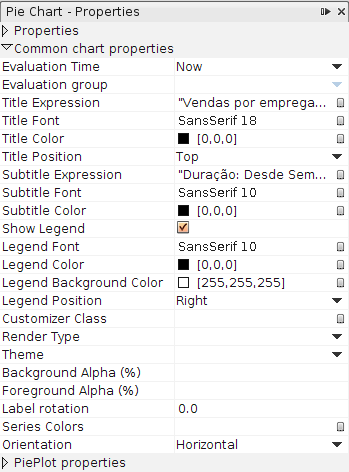 Pie Chart - Properties
Properties
Common chart properties
Evaluation Time Now
Evaluation group
Title Expression "Vendas por emprega...
Title Font SansSerif 18
Title Color [0,0,0]
Title Position Top
Subtitle Expression "Duração: Desde Sem...
Subtitle Font SansSerif 10
Subtitle Color [0,0,0]
Show Legend
Legend Font SansSerif 10
Legend Color [0,0,0]
Legend Background Color [255,255,255]
Legend Position Right
Customizer Class
Render Type
Theme
Background Alpha (%)
Foreground Alpha (%)
Label rotation 0.0
Series Colors
Orientation Horizontal
PiePlot properties